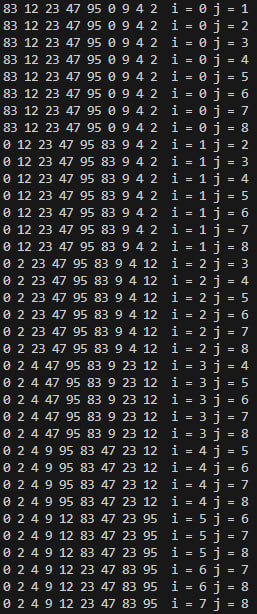 83 12 23 47 95 0 9 4 2  i = 0 j = 1
83 12 23 47 95 0 9 4 2  i = 0 j = 2
83 12 23 47 95 0 9 4 2  i = 0 j = 3
83 12 23 47 95 0 9 4 2  i = 0 j = 4
83 12 23 47 95 0 9 4 2  i = 0 j = 5
83 12 23 47 95 0 9 4 2  i = 0 j = 6
83 12 23 47 95 0 9 4 2  i = 0 j = 7
83 12 23 47 95 0 9 4 2  i = 0 j = 8
0 12 23 47 95 83 9 4 2  i = 1 j = 2
0 12 23 47 95 83 9 4 2  i = 1 j = 3
0 12 23 47 95 83 9 4 2  i = 1 j = 4
0 12 23 47 95 83 9 4 2  i = 1 j = 5
0 12 23 47 95 83 9 4 2  i = 1 j = 6
0 12 23 47 95 83 9 4 2  i = 1 j = 7
0 12 23 47 95 83 9 4 2  i = 1 j = 8
0 2 23 47 95 83 9 4 12  i = 2 j = 3
0 2 23 47 95 83 9 4 12  i = 2 j = 4
0 2 23 47 95 83 9 4 12  i = 2 j = 5
0 2 23 47 95 83 9 4 12  i = 2 j = 6
0 2 23 47 95 83 9 4 12  i = 2 j = 7
0 2 23 47 95 83 9 4 12  i = 2 j = 8
0 2 4 47 95 83 9 23 12  i = 3 j = 4
0 2 4 47 95 83 9 23 12  i = 3 j = 5
0 2 4 47 95 83 9 23 12  i = 3 j = 6
0 2 4 47 95 83 9 23 12  i = 3 j = 7
0 2 4 47 95 83 9 23 12  i = 3 j = 8
0 2 4 9 95 83 47 23 12  i = 4 j = 5
0 2 4 9 95 83 47 23 12  i = 4 j = 6
0 2 4 9 95 83 47 23 12  i = 4 j = 7
0 2 4 9 95 83 47 23 12  i = 4 j = 8
0 2 4 9 12 83 47 23 95  i = 5 j = 6
0 2 4 9 12 83 47 23 95  i = 5 j = 7
0 2 4 9 12 83 47 23 95  i = 5 j = 8
0 2 4 9 12 23 47 83 95  i = 6 j = 7
0 2 4 9 12 23 47 83 95  i = 6 j = 8
0 2 4 9 12 23 47 83 95  i = 7 j = 8